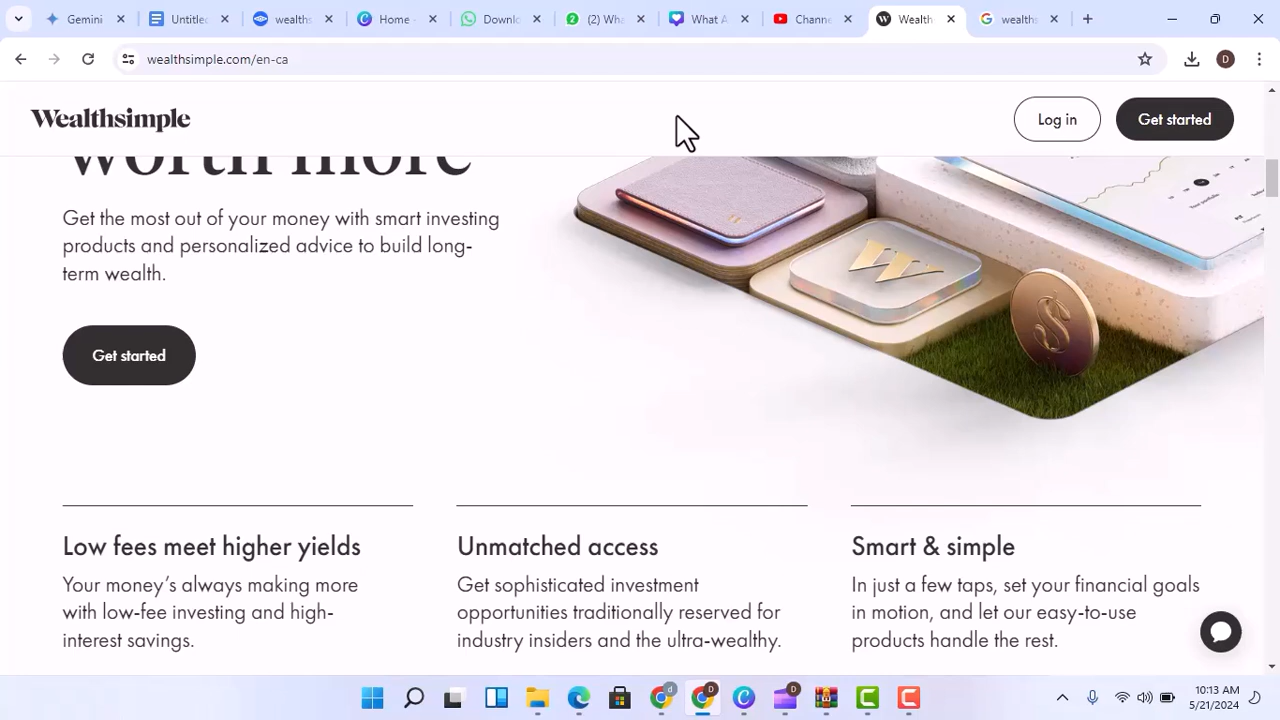 Gemini
Untitled
wealths
Home -
Downlo
(2) Wha
What A
Channe
Wealth
wealths
wealthsimple.com/en-ca
D
Wealthsimple
Log in
Get started
worth more
Get the most out of your money with smart investing
products and personalized advice to build long-
term wealth.
Get started
W
S
Low fees meet higher yields
Your money’s always making more
with low-fee investing and high-
interest savings.
Unmatched access
Get sophisticated investment
opportunities traditionally reserved for
industry insiders and the ultra-wealthy.
Smart & simple
In just a few taps, set your financial goals
in motion, and let our easy-to-use
products handle the rest.
10:13 AM
5/21/2024